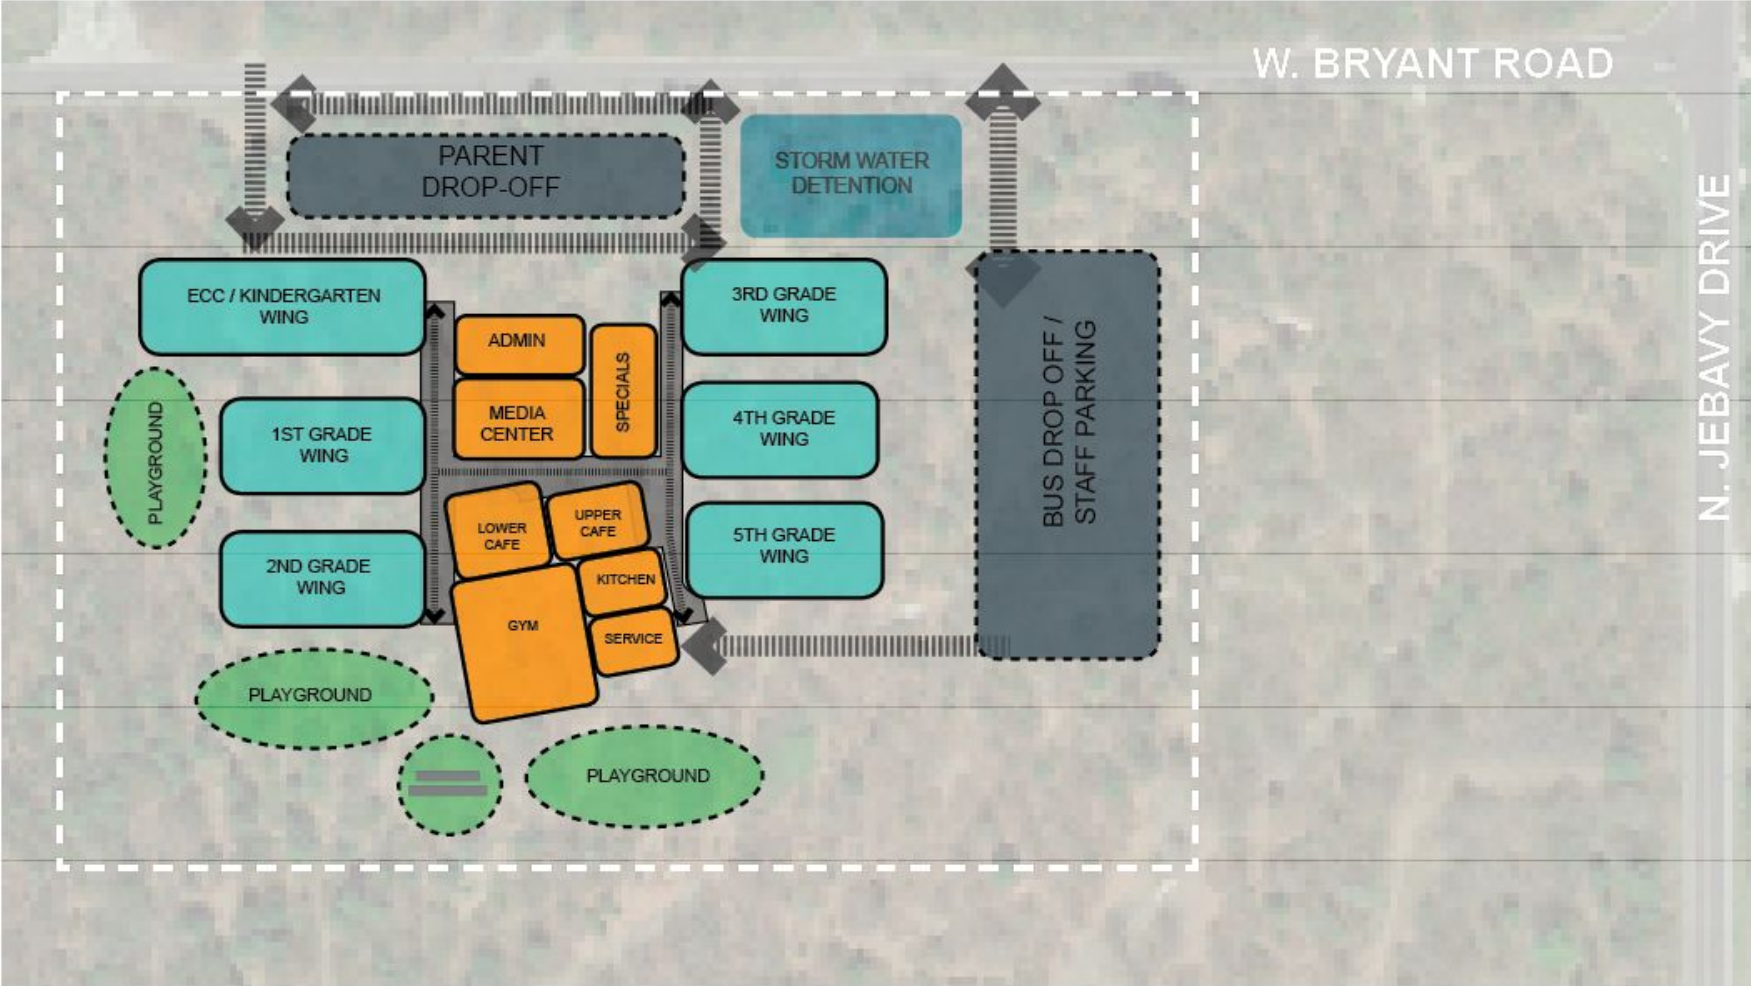 W. BRYANT ROAD
N. JEBAVY DRIVE
PARENT
DROP-OFF
STORM WATER
DETENTION
ECC / KINDERGARTEN
WING
3RD GRADE
WING
ADMIN
SPECIALS
MEDIA
CENTER
BUS DROP OFF /
STAFF PARKING
PLAYGROUND
1ST GRADE
WING
4TH GRADE
WING
LOWER
CAFE
UPPER
CAFE
5TH GRADE
WING
2ND GRADE
WING
KITCHEN
GYM
SERVICE
PLAYGROUND
PLAYGROUND